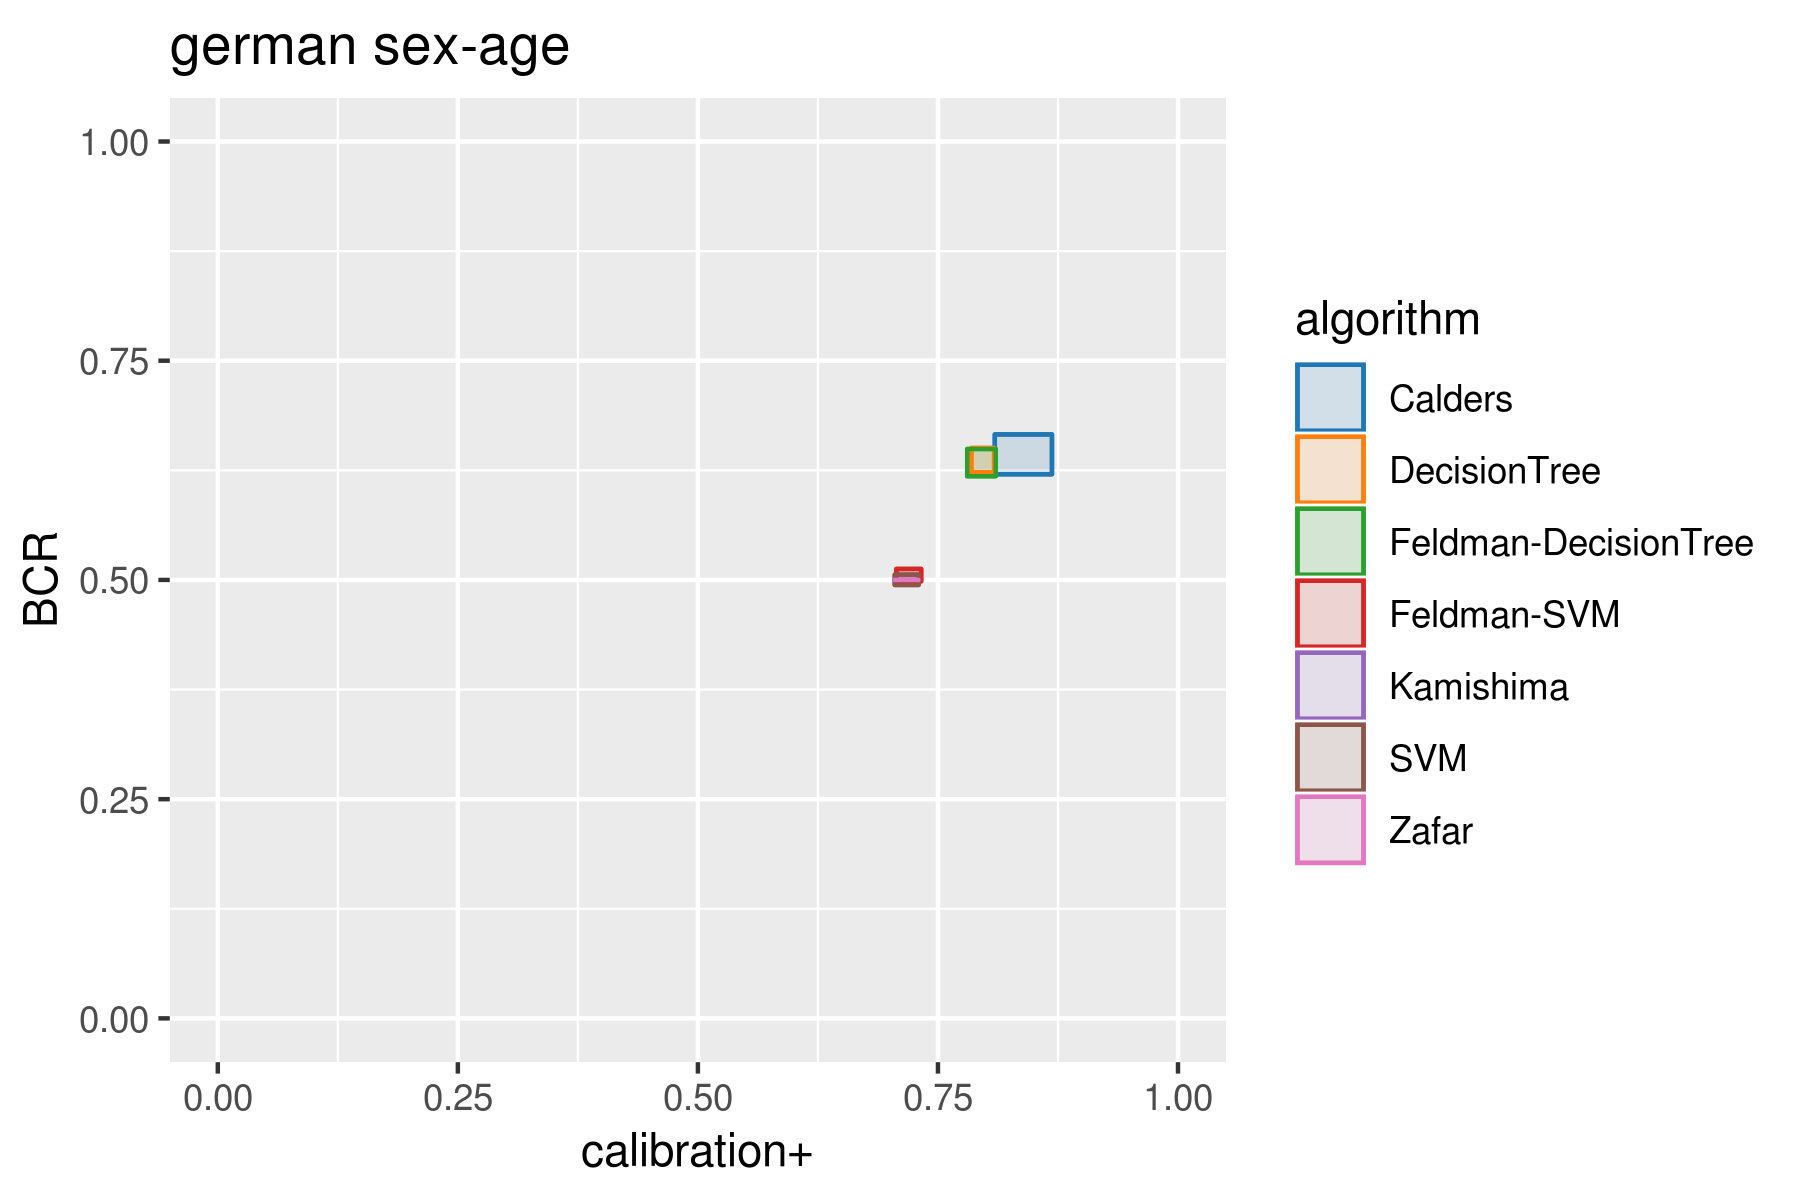 german sex-age
1.00
0.75
0.50
0.25
0.00
BCR
0.00 0.25 0.50 0.75 1.00
calibration+
algorithm
Calders
DecisionTree
Feldman-DecisionTree
Feldman-SVM
Kamishima
SVM
Zafar